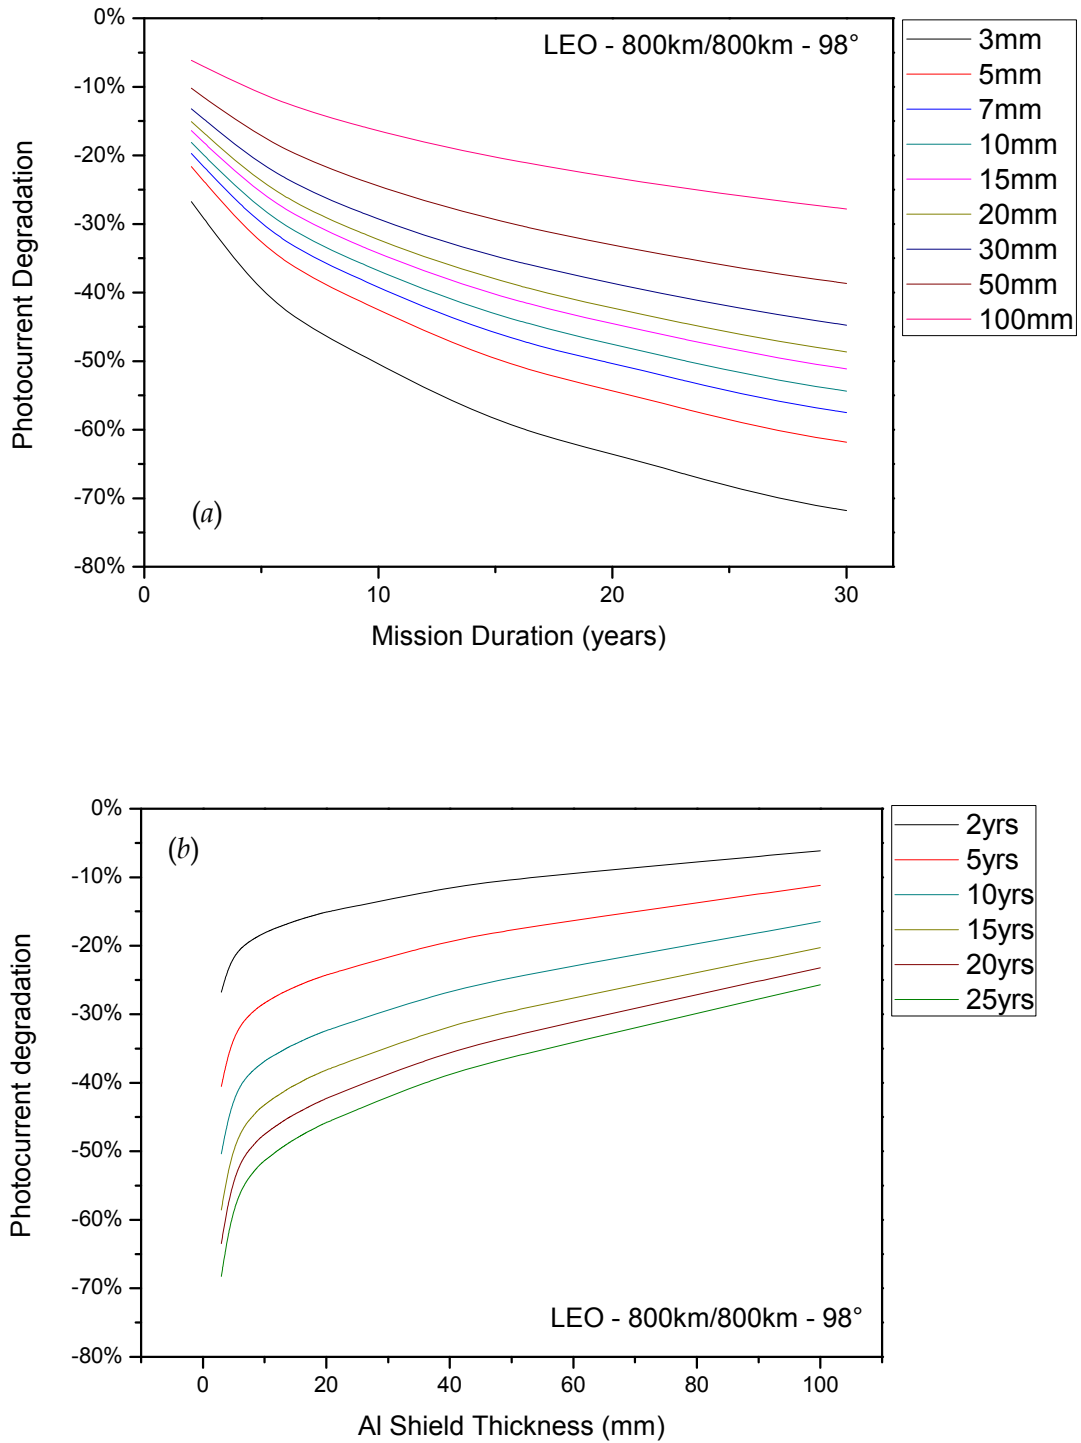 0%
-10%
-20%
-30%
-40%
-50%
-60%
-70%
-80%
Photocurrent Degradation
LEO - 800km/800km - 98°
(a)
0
10
20
30
Mission Duration (years)
3mm
5mm
7mm
10mm
15mm
20mm
30mm
50mm
100mm
0%
-10%
-20%
-30%
-40%
-50%
-60%
-70%
-80%
Photocurrent degradation
(b)
LEO - 800km/800km - 98°
0
20
40
60
80
100
Al Shield Thickness (mm)
2yrs
5yrs
10yrs
15yrs
20yrs
25yrs